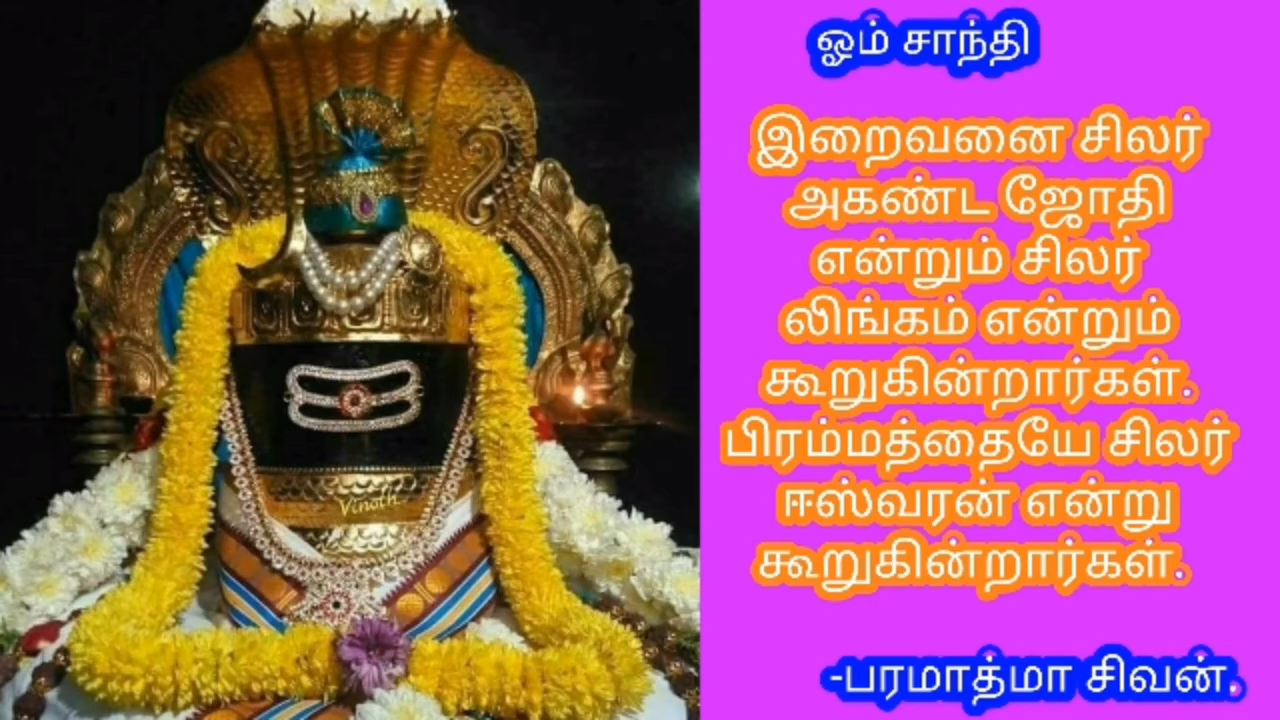 ஓம் சாந்தி
இறைவனை சிலர்
அகண்ட ஜோதி
என்றும் சிலர்
லிங்கம் என்றும்
கூறுகின்றார்கள்.
பிரம்மத்தையே சிலர்
ஈஸ்வரன் என்று
கூறுகின்றார்கள்.
-பரமாத்மா சிவன்.
Vinoth